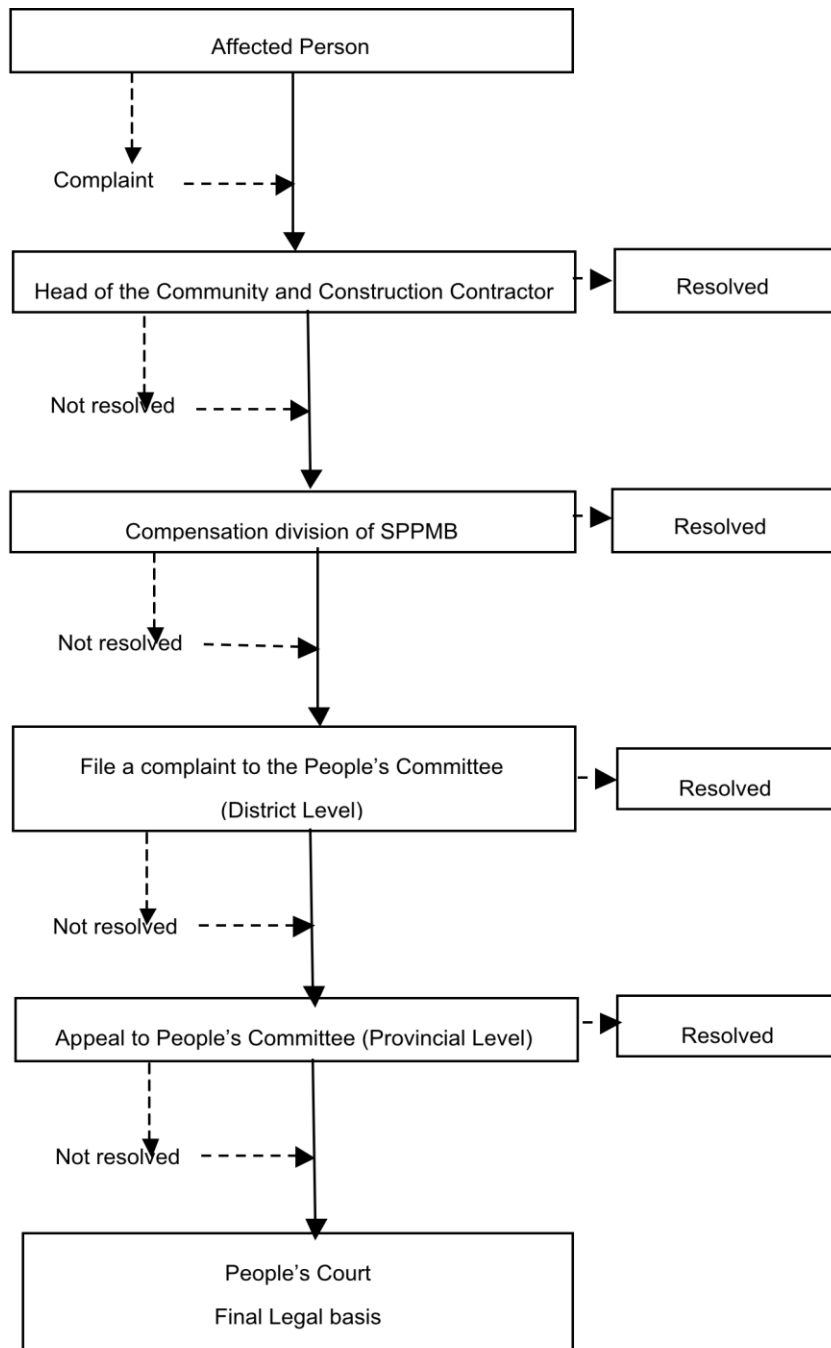 Affected Person
Complaint
Head of the Community and Construction Contractor
Resolved
Not resolved
Compensation division of SPPMB
Resolved
Not resolved
File a complaint to the People’s Committee
(District Level)
Resolved
Not resolved
Appeal to People’s Committee (Provincial Level)
Resolved
Not resolved
People’s Court
Final Legal basis